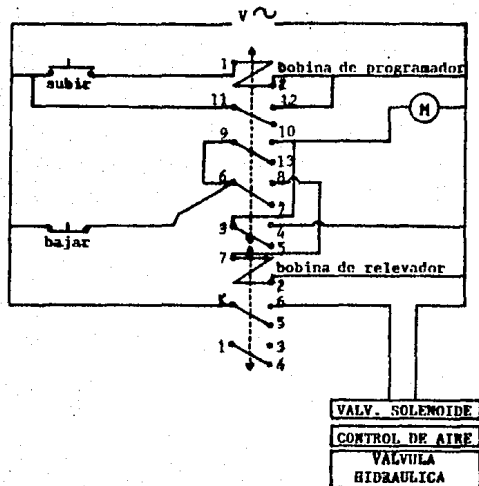 V ~
1
bobina de programador
subir
2
11
12
M
9
10
13
6
8
7
bajar
3
4
5
7
bobina de relevador
2
6
5
1
3
4
VALV. SOLENOIDE
CONTROL DE AIRE
VALVULA
HIDRAULICA